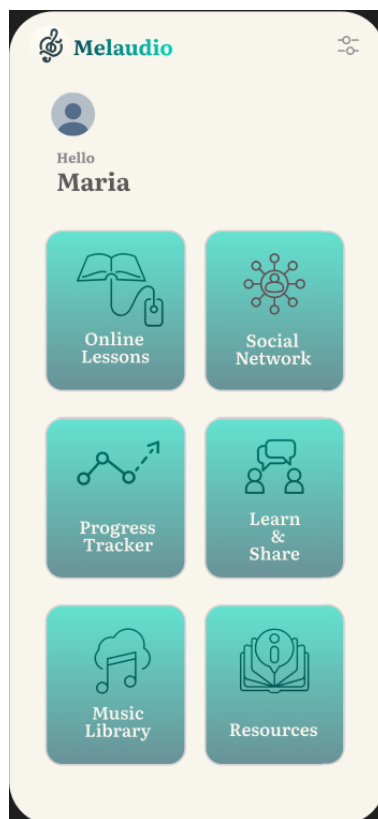 Melaudio
Hello
Maria
Online
Lessons
Social
Network
Progress
Tracker
Learn
&
Share
Music
Library
Resources